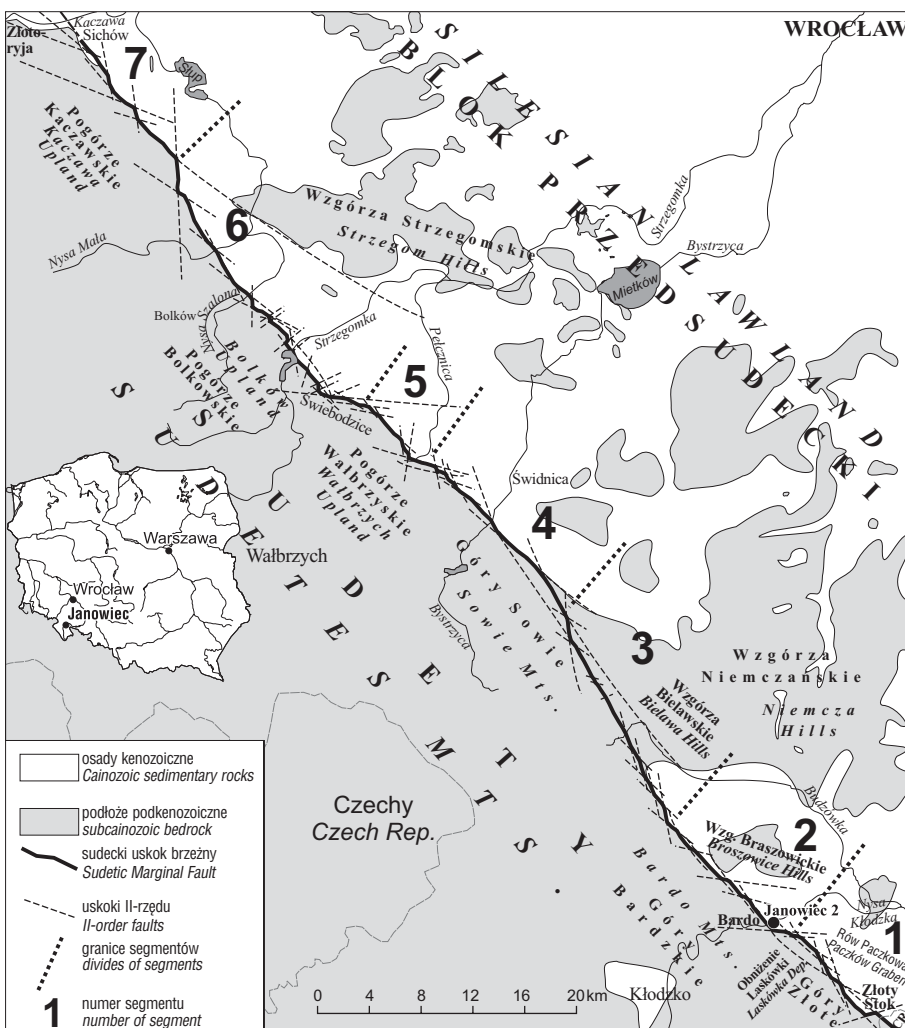 Kaczawa
Sichów
Złoto-
ryja
WROCŁAW
7
Słup
SILESIAN LAWLAND
BLOK PRZEDSUDECKI
Pogórze
Kaczawskie
Kaczawa
Upland
6
Wzgórza Strzegomskie
Strzegom Hills
Strzegomka
Bystrzyca
Mietków
Nysa Mała
Nysa Szalona
Bolków
Strzegomka
Pełcznica
Bolków
Upland
Pogórze
Bolkowskie
5
Świebodzice
SUDETY
SUDETES MTS.
Pogórze
Wałbrzyskie
Wałbrzych
Upland
Świdnica
4
Wałbrzych
Góry Sowie
Sowie Mts.
Bystrzyca
Warszawa
Wrocław
Janowiec
3
Wzgórza
Niemczańskie
Niemcza
Hills
Wzgórza
Bielawskie
Bielawa Hills
Czechy
Czech Rep.
Budzówka
2
Wzg. Braszowickie
Broszowice Hills
Bardo Mts.
Góry
Bardzkie
Nysa
Kłodzka
1
Bardo
Janowiec 2
Rów Paczkowa
Paczków Graben
Obniżenie
Laskówki
Laskówka Dep.
Góry
Złote
Złoty
Stok
Kłodzko
osady kenozoiczne
Cainozoic sedimentary rocks
podłoże podkenozoiczne
subcainozoic bedrock
sudecki uskok brzeżny
Sudetic Marginal Fault
uskoki II-rzędu
II-order faults
granice segmentów
divides of segments
1
numer segmentu
number of segment
0 4 8 12 16 20 km